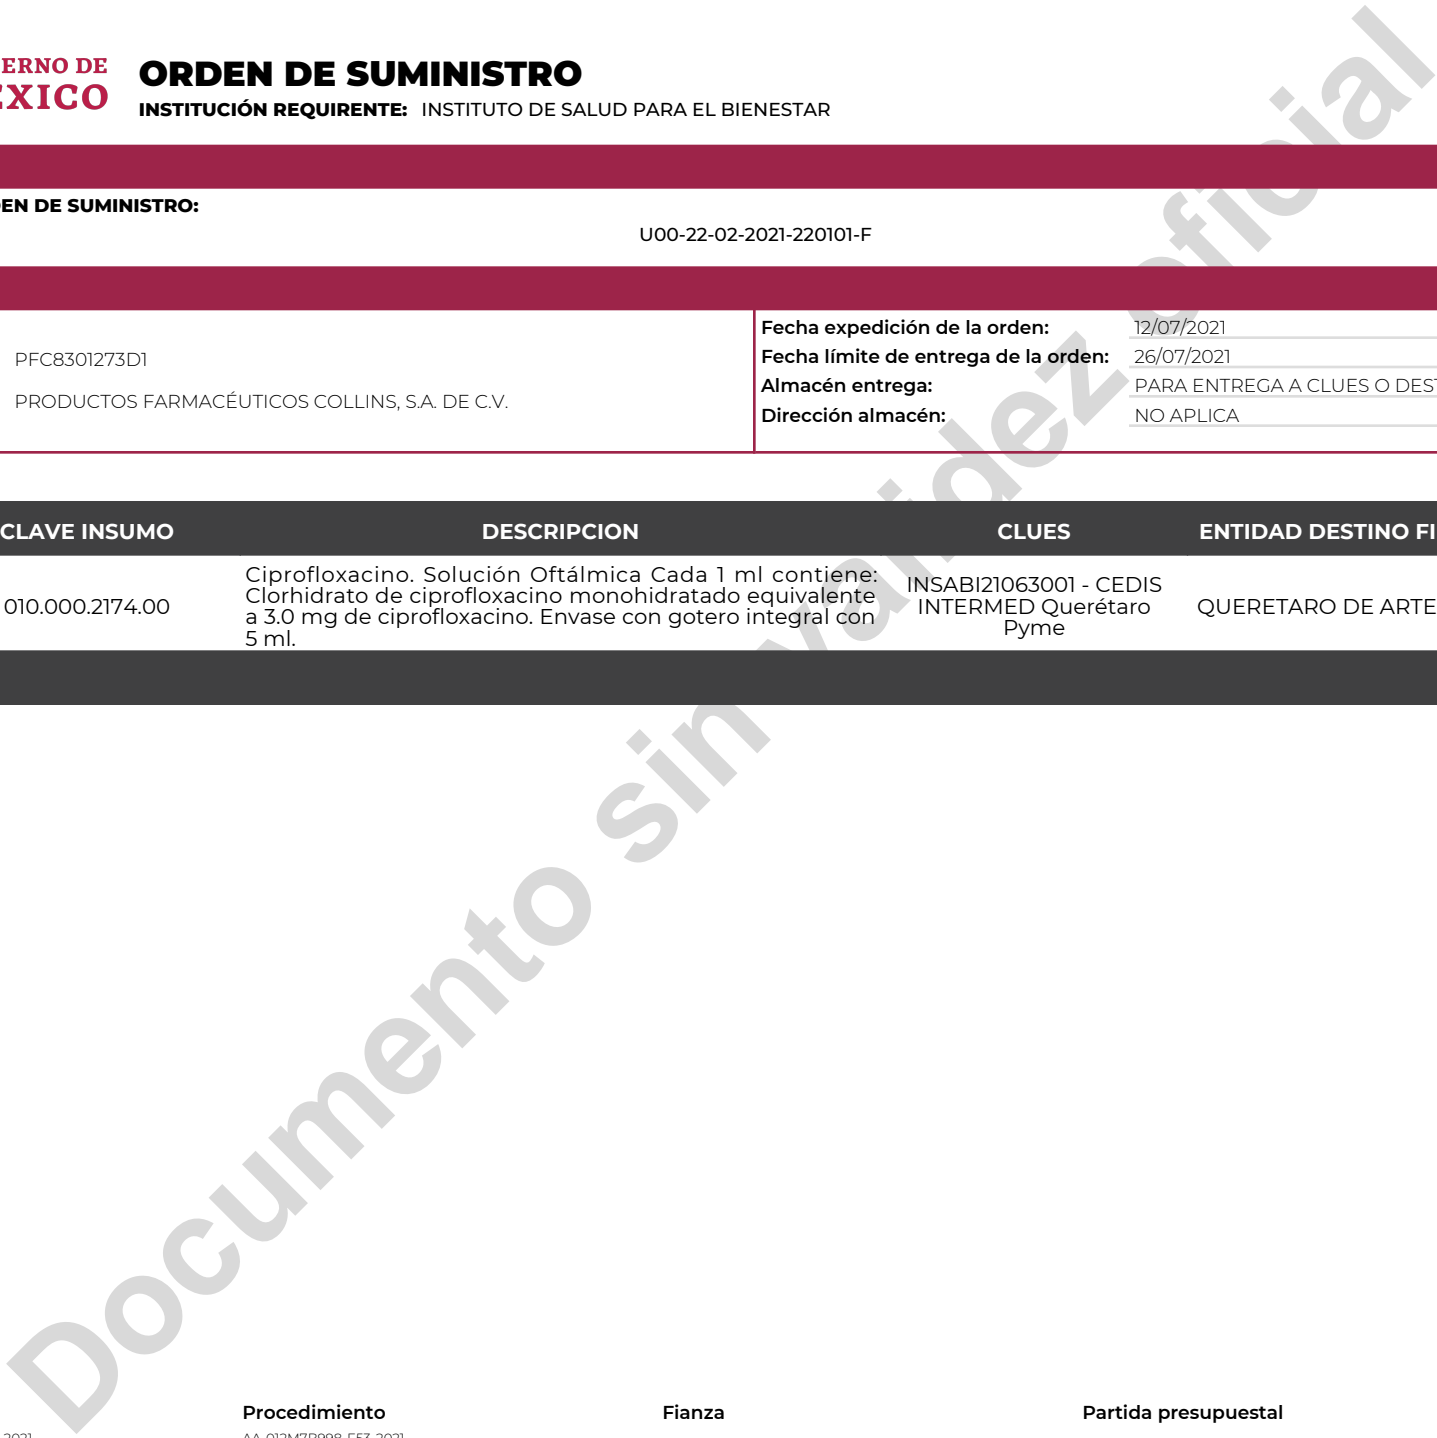 ERNO DE
ÉXICO
ORDEN DE SUMINISTRO
INSTITUCIÓN REQUIRENTE: INSTITUTO DE SALUD PARA EL BIENESTAR
EN DE SUMINISTRO:
U00-22-02-2021-220101-F
PFC8301273D1
PRODUCTOS FARMACÉUTICOS COLLINS, S.A. DE C.V.
Fecha expedición de la orden: 12/07/2021
Fecha límite de entrega de la orden: 26/07/2021
Almacén entrega: PARA ENTREGA A CLUES O DEST
Dirección almacén: NO APLICA
CLAVE INSUMO DESCRIPCION CLUES ENTIDAD DESTINO FI
010.000.2174.00
Ciprofloxacino. Solución Oftálmica Cada 1 ml contiene:
Clorhidrato de ciprofloxacino monohidratado equivalente
a 3.0 mg de ciprofloxacino. Envase con gotero integral con
5 ml.
INSABI21063001 - CEDIS
INTERMED Querétaro
Pyme
QUERETARO DE ARTE
Documento sin validez oficial
Procedimiento Fianza Partida presupuestal